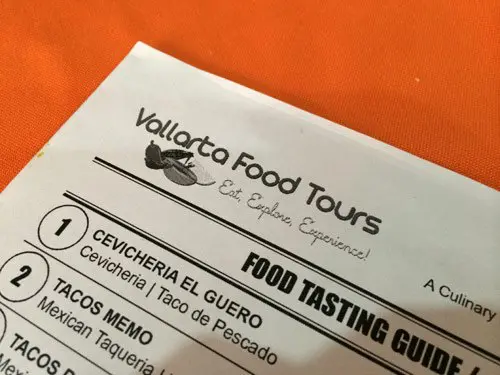 Vallarta Food Tours
Eat, Explore, Experience!
A Culinary
FOOD TASTING GUIDE /
1 CEVICHERIA EL GUERO
Cevicheria | Taco de Pescado
2 TACOS MEMO
Mexican Taqueria
TACOS